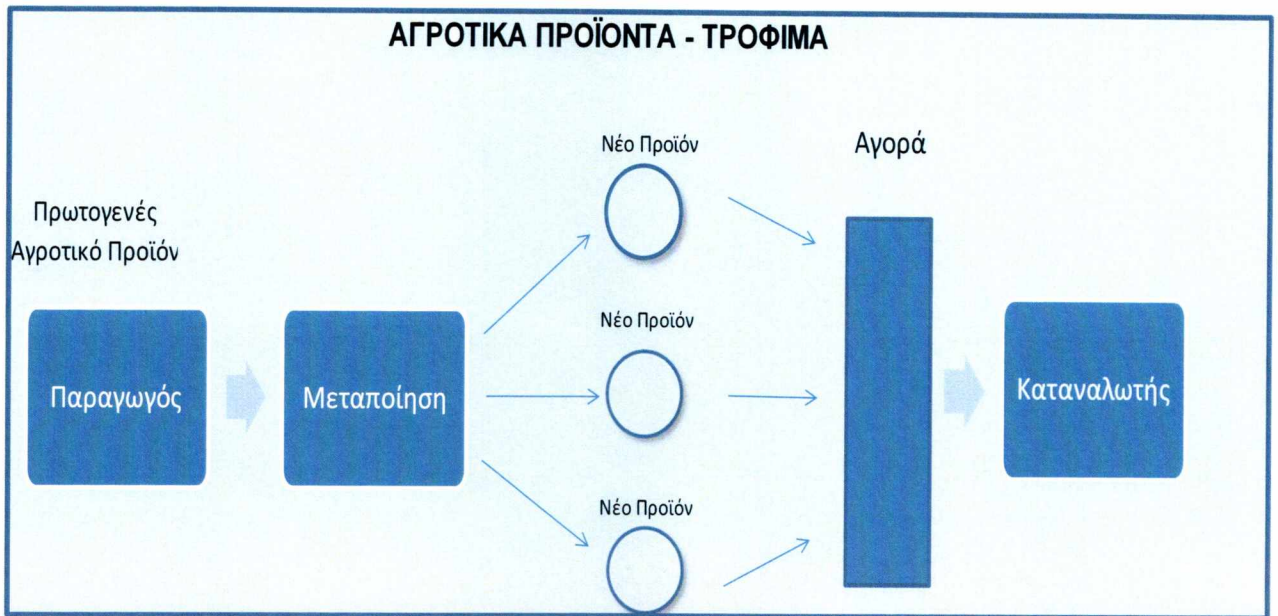 ΑΓΡΟΤΙΚΑ ΠΡΟΪΟΝΤΑ - ΤΡΟΦΙΜΑ
Νέο Προϊόν
Αγορά
Πρωτογενές
Αγροτικό Προϊόν
Νέο Προϊόν
Παραγωγός
Μεταποίηση
Καταναλωτής
Νέο Προϊόν